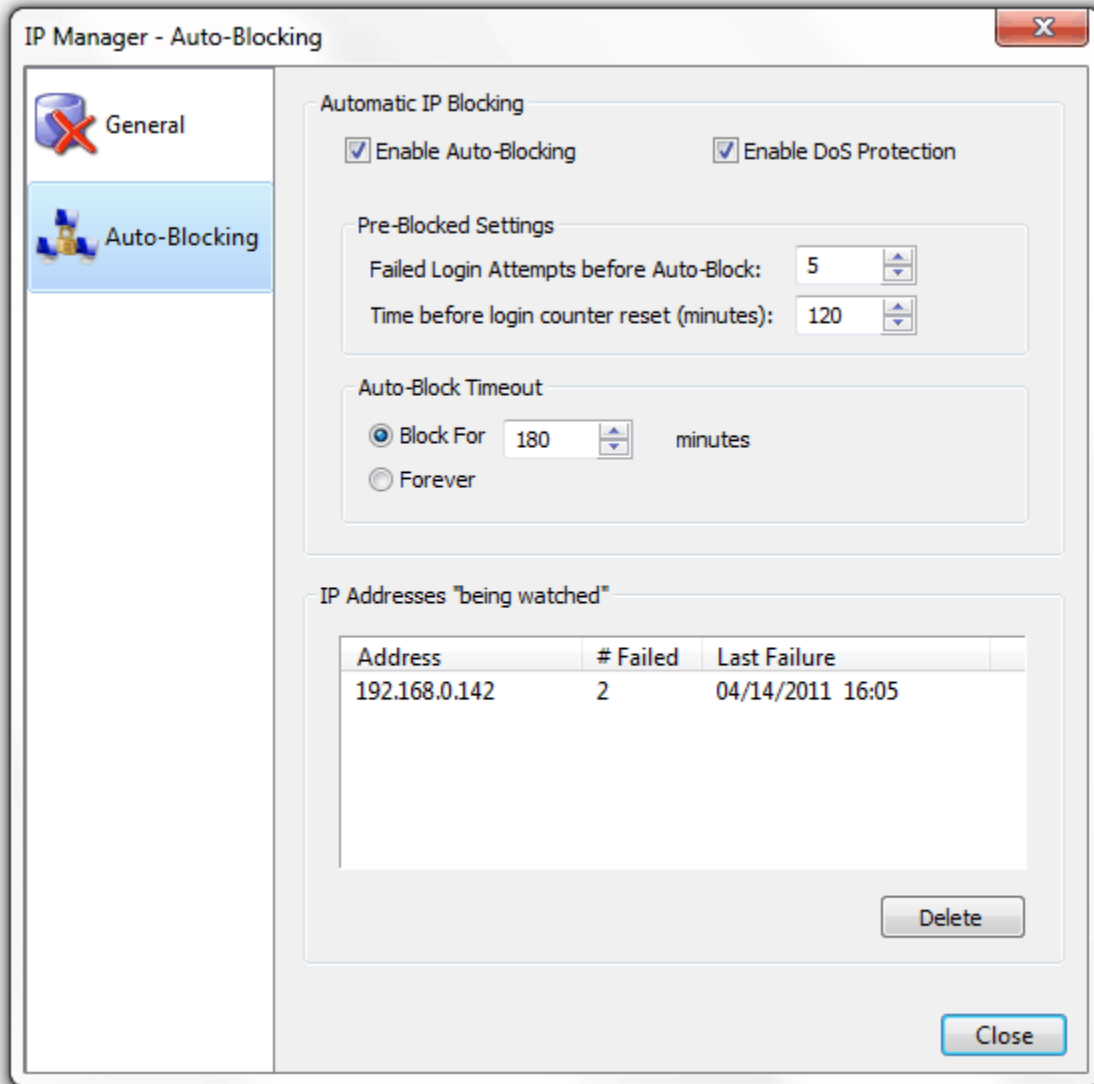 IP Manager - Auto-Blocking
X
General
Auto-Blocking
Automatic IP Blocking
Enable Auto-Blocking Enable DoS Protection
Pre-Blocked Settings
Failed Login Attempts before Auto-Block: 5
Time before login counter reset (minutes): 120
Auto-Block Timeout
Block For 180 minutes
Forever
IP Addresses "being watched"
Address # Failed Last Failure
192.168.0.142 2 04/14/2011 16:05
Delete
Close